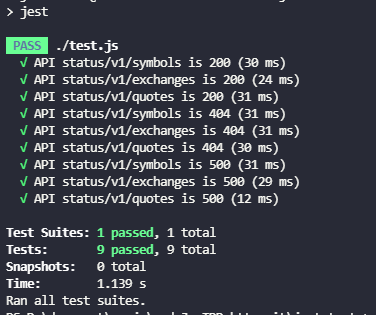 > jest
PASS ./test.js
√ API status/v1/symbols is 200 (30 ms)
√ API status/v1/exchanges is 200 (24 ms)
√ API status/v1/quotes is 200 (31 ms)
√ API status/v1/symbols is 404 (31 ms)
√ API status/v1/exchanges is 404 (31 ms)
√ API status/v1/quotes is 404 (30 ms)
√ API status/v1/symbols is 500 (31 ms)
√ API status/v1/exchanges is 500 (29 ms)
√ API status/v1/quotes is 500 (12 ms)
Test Suites: 1 passed, 1 total
Tests: 9 passed, 9 total
Snapshots: 0 total
Time: 1.139 s
Ran all test suites.